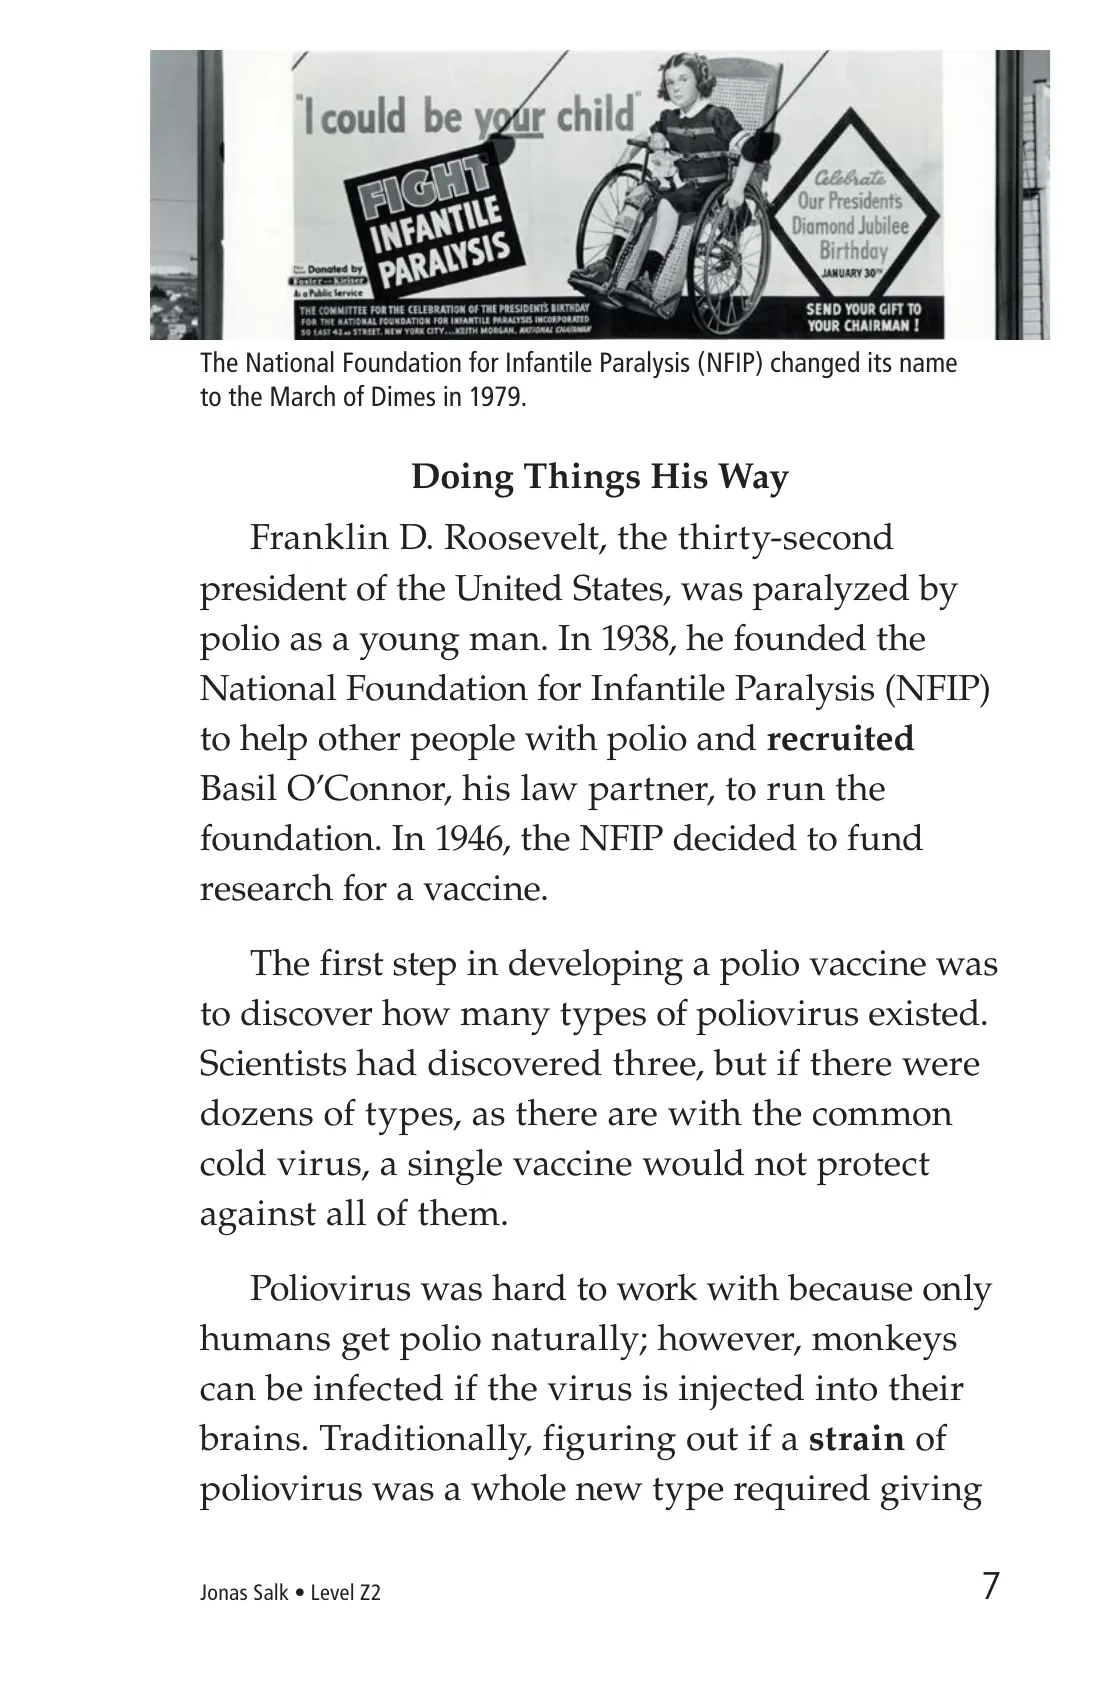 "I could be your child"
FIGHT
INFANTILE
PARALYSIS
Celebrate
Our President's
Diamond Jubilee
Birthday
JANUARY 30TH
Donated by
Foster and Kleiser
As a Public Service
THE COMMITTEE FOR THE CELEBRATION OF THE PRESIDENT'S BIRTHDAY
FOR THE NATIONAL FOUNDATION FOR INFANTILE PARALYSIS INCORPORATED
50 EAST 42ND STREET, NEW YORK CITY...KEITH MORGAN, NATIONAL CHAIRMAN
SEND YOUR GIFT TO
YOUR CHAIRMAN !
The National Foundation for Infantile Paralysis (NFIP) changed its name
to the March of Dimes in 1979.
Doing Things His Way
Franklin D. Roosevelt, the thirty-second
president of the United States, was paralyzed by
polio as a young man. In 1938, he founded the
National Foundation for Infantile Paralysis (NFIP)
to help other people with polio and recruited
Basil O’Connor, his law partner, to run the
foundation. In 1946, the NFIP decided to fund
research for a vaccine.
The first step in developing a polio vaccine was
to discover how many types of poliovirus existed.
Scientists had discovered three, but if there were
dozens of types, as there are with the common
cold virus, a single vaccine would not protect
against all of them.
Poliovirus was hard to work with because only
humans get polio naturally; however, monkeys
can be infected if the virus is injected into their
brains. Traditionally, figuring out if a strain of
poliovirus was a whole new type required giving
Jonas Salk • Level Z2
7